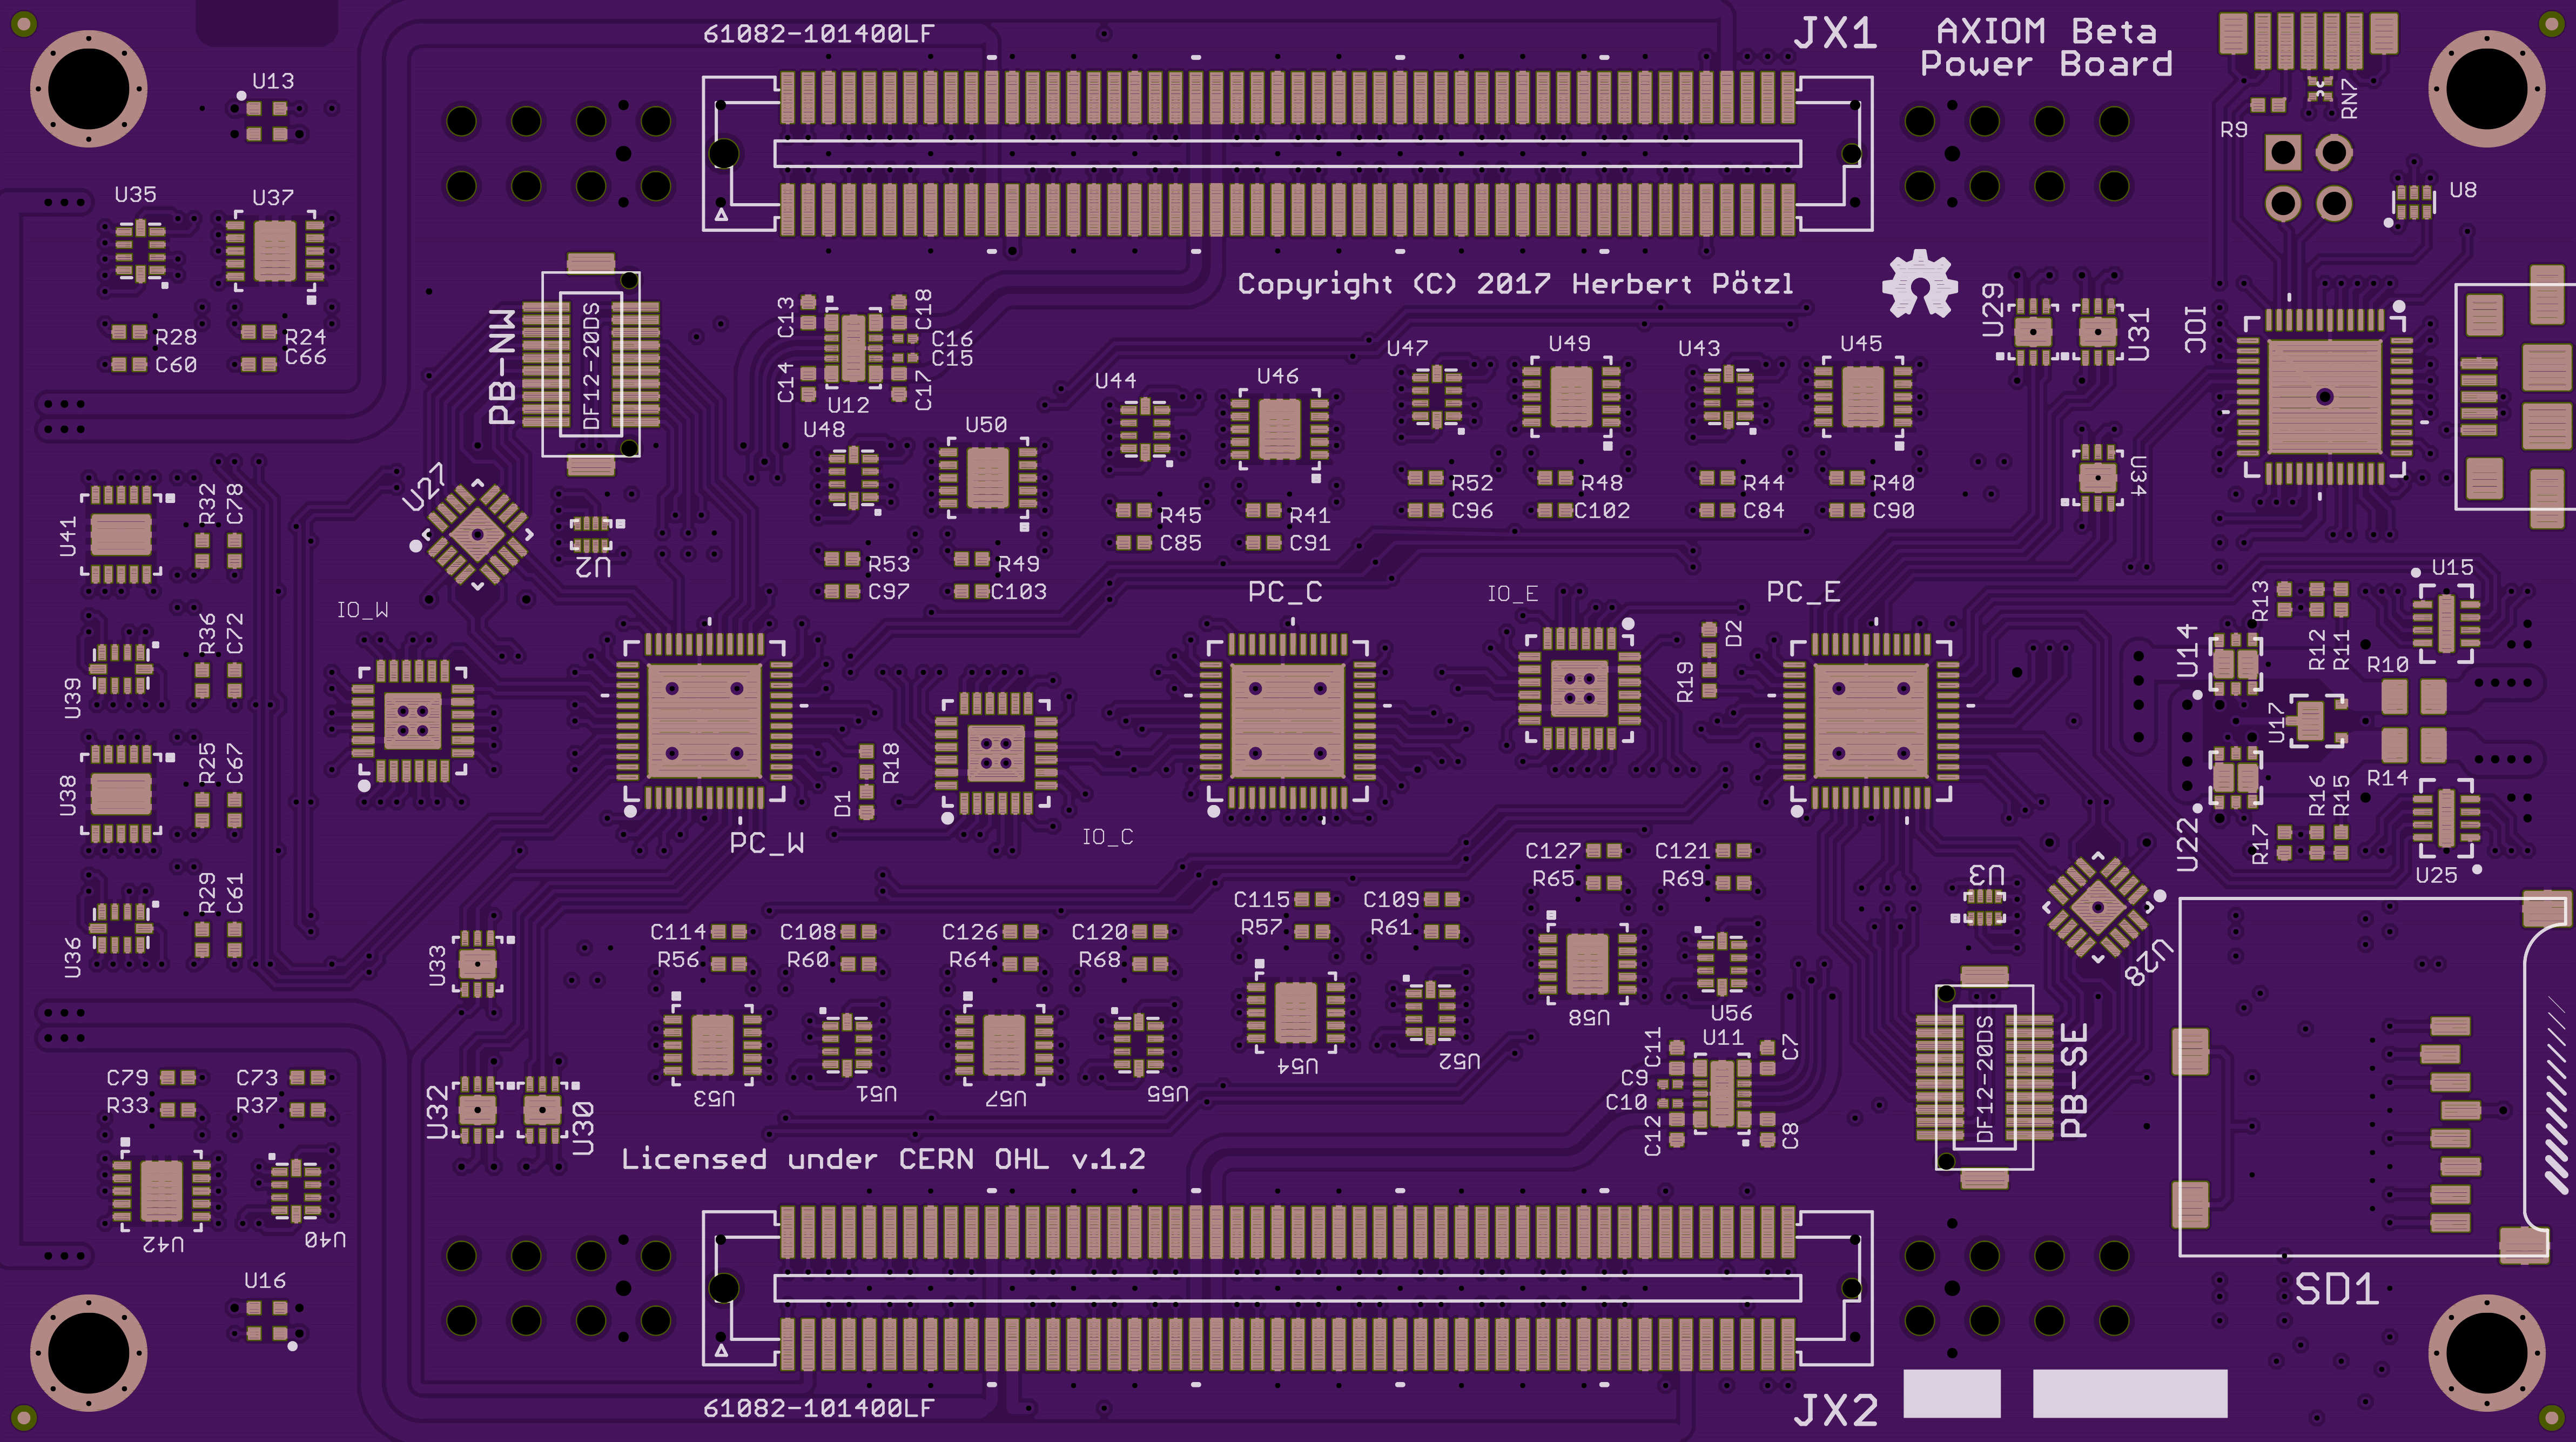 61082-101400LF
JX1
AXIOM Beta
Power Board
U13
RN7
R9
U35
U37
U8
Copyright (C) 2017 Herbert Pötzl
C13
C18
U29
U31
IOC
PB-NW
DF12-20DS
R28
C60
R24
C66
C16
C15
C14
C17
U12
U47
U49
U43
U45
U44
U46
U48
U50
U27
U41
R32
C78
U2
R52
C96
R48
C102
R44
C84
R40
C90
U34
R45
C85
R41
C91
R53
C97
R49
C103
IO_W
PC_C
IO_E
PC_E
U15
R13
R12
R11
U14
R10
R36
C72
U39
D2
R19
U17
R25
C67
U38
R18
D1
R14
R16
R15
U22
R17
U25
PC_W
IO_C
C127
R65
C121
R69
U3
U28
R29
C61
U36
C115
R57
C109
R61
U33
C114
R56
C108
R60
C126
R64
C120
R68
U58
U56
U54
U52
U11
C11
C7
C9
C10
C12
C8
DF12-20DS
PB-SE
C79
R33
C73
R37
U32
U30
U53
U51
U57
U55
Licensed under CERN OHL v.1.2
U42
U40
U16
SD1
61082-101400LF
JX2